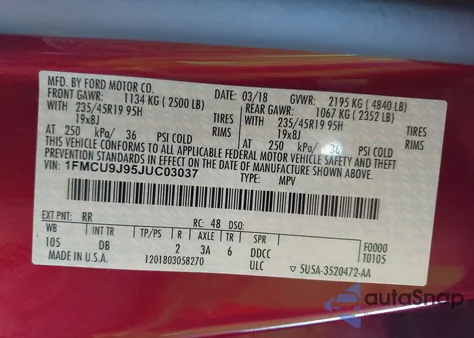 MFD. BY FORD MOTOR CO.
03/18 GVWR: 2195 KG (4840 LB)
FRONT GAWR: 1134 KG (2500 LB) REAR GAWR: 1067 KG (2352 LB)
WITH 235/45R19 95H TIRES WITH 235/45R19 95H TIRES
19x8J RIMS 19x8J RIMS
AT 250 kPa/ 36 PSI COLD AT 250 kPa/ 36 PSI COLD
THIS VEHICLE CONFORMS TO ALL APPLICABLE FEDERAL MOTOR VEHICLE SAFETY AND THEFT PREVENTION STANDARDS IN EFFECT ON THE DATE OF MANUFACTURE SHOWN ABOVE.
VIN: 1FMCU9J95JUC03037 TYPE: MPV
EXT PNT: RR RC: 48 DSO:
WB INT TR TP/PS R AXLE TR SPR F0000
105 DB 2 3A 6 DDCC T0105
MADE IN U.S.A. 1201803058270 ULC 5U5A-3520472-AA
autoSnap